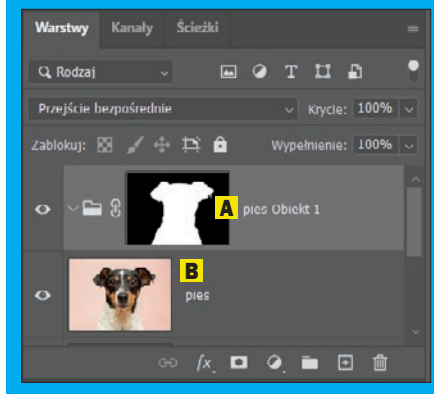 Warstwy Kanały Ścieżki
Rodzaj T
Przejście bezpośrednie Krycie: 100%
Zablokuj: Wypełnienie: 100%
A pies Obiekt 1
B
pies
fx